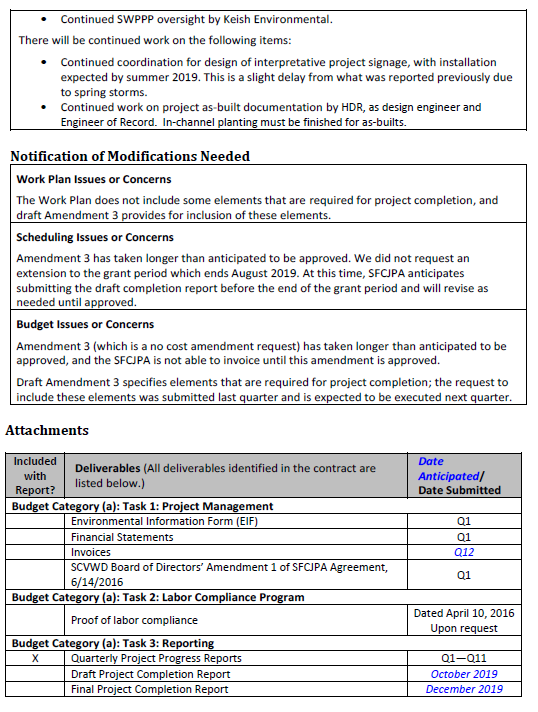 • Continued SWPPP oversight by Keish Environmental.
There will be continued work on the following items:
• Continued coordination for design of interpretative project signage, with installation
expected by summer 2019. This is a slight delay from what was reported previously due
to spring storms.
• Continued work on project as-built documentation by HDR, as design engineer and
Engineer of Record. In-channel planting must be finished for as-builts.
Notification of Modifications Needed
Work Plan Issues or Concerns
The Work Plan does not include some elements that are required for project completion, and
draft Amendment 3 provides for inclusion of these elements.
Scheduling Issues or Concerns
Amendment 3 has taken longer than anticipated to be approved. We did not request an
extension to the grant period which ends August 2019. At this time, SFCJPA anticipates
submitting the draft completion report before the end of the grant period and will revise as
needed until approved.
Budget Issues or Concerns
Amendment 3 (which is a no cost amendment request) has taken longer than anticipated to be
approved, and the SFCJPA is not able to invoice until this amendment is approved.
Draft Amendment 3 specifies elements that are required for project completion; the request to
include these elements was submitted last quarter and is expected to be executed next quarter.
Attachments
Included
with
Report?
Deliverables (All deliverables identified in the contract are
listed below.)
Date
Anticipated/
Date Submitted
Budget Category (a): Task 1: Project Management
Environmental Information Form (EIF) Q1
Financial Statements Q1
Invoices Q12
SCVWD Board of Directors' Amendment 1 of SFCJPA Agreement,
6/14/2016 Q1
Budget Category (a): Task 2: Labor Compliance Program
Proof of labor compliance Dated April 10, 2016
Upon request
Budget Category (a): Task 3: Reporting
X Quarterly Project Progress Reports Q1—Q11
Draft Project Completion Report October 2019
Final Project Completion Report December 2019